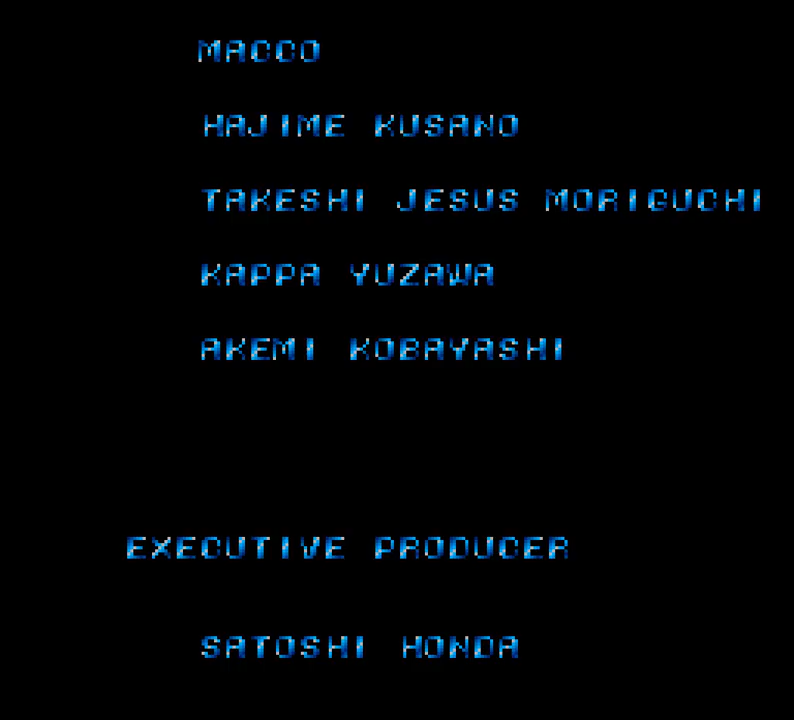 MACCO
HAJIME KUSANO
TAKESHI JESUS MORIGUCHI
KAPPA YUZAWA
AKEMI KOBAYASHI
EXECUTIVE PRODUCER
SATOSHI HONDA